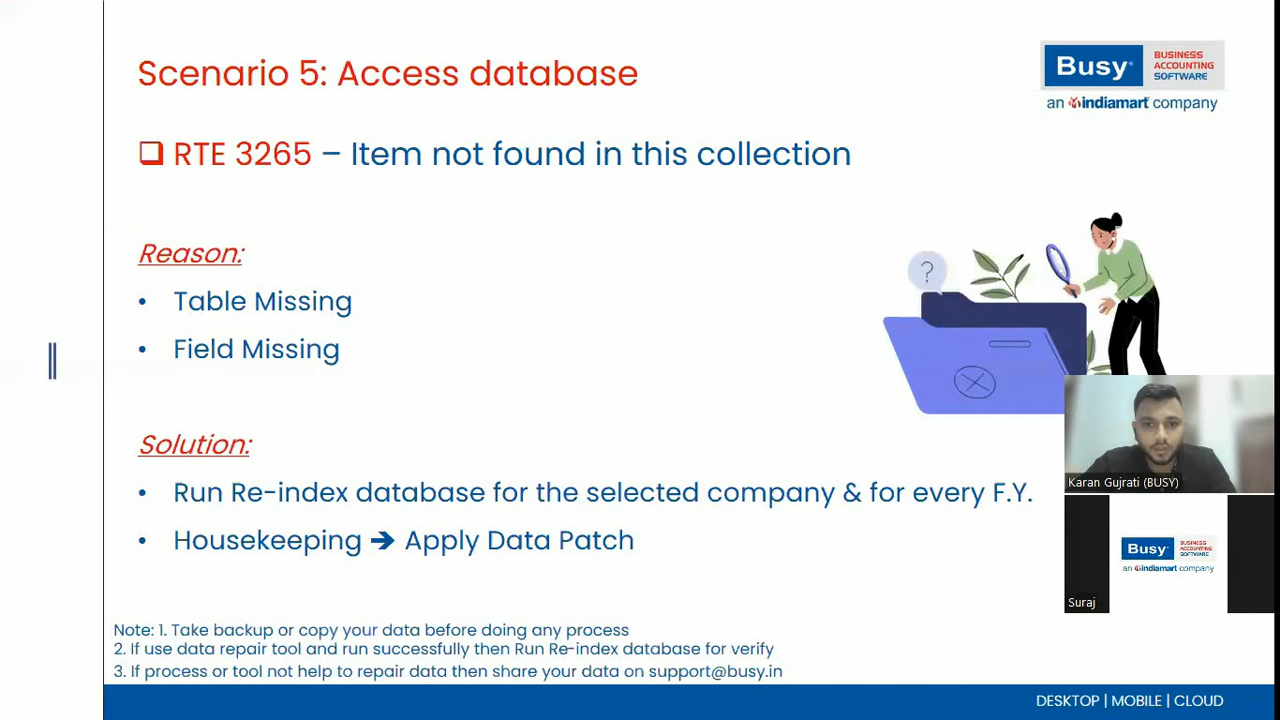 Scenario 5: Access database
Busy
BUSINESS
ACCOUNTING
SOFTWARE
an indiamart company
❑ RTE 3265 – Item not found in this collection
Reason:
• Table Missing
• Field Missing
?
Solution:
• Run Re-index database for the selected company & for every F.Y.
• Housekeeping ➔ Apply Data Patch
Karan Gujrati (BUSY)
Busy
BUSINESS
ACCOUNTING
SOFTWARE
an indiamart company
Suraj
Note: 1. Take backup or copy your data before doing any process
2. If use data repair tool and run successfully then Run Re-index database for verify
3. If process or tool not help to repair data then share your data on support@busy.in
DESKTOP | MOBILE | CLOUD